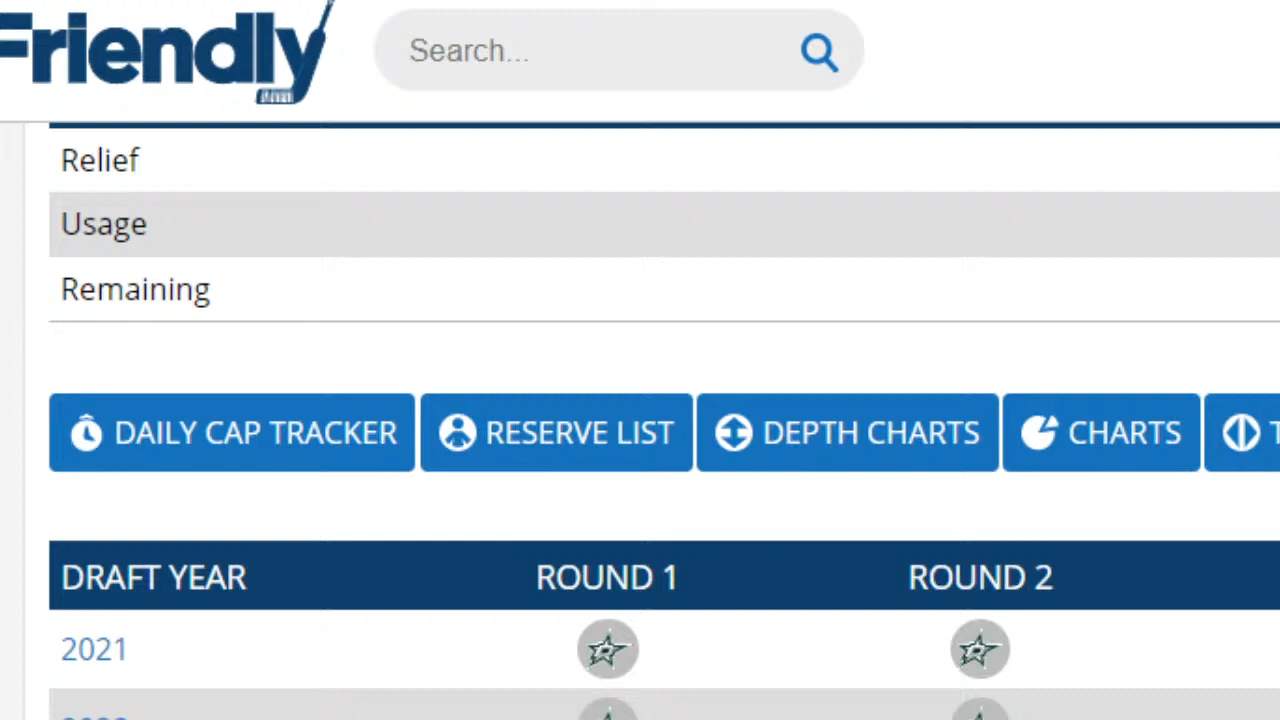 Friendly
Search...
Relief
Usage
Remaining
DAILY CAP TRACKER RESERVE LIST DEPTH CHARTS CHARTS T
DRAFT YEAR ROUND 1 ROUND 2
2021